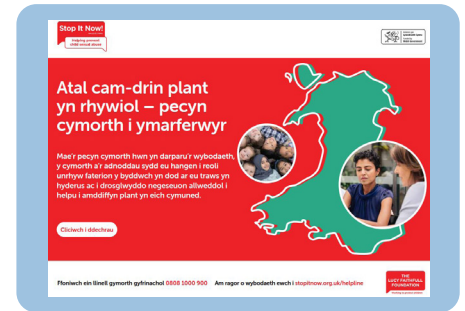 Stop It Now!
Helping prevent
child sexual abuse
Atal cam-drin plant
yn rhywiol – pecyn
cymorth i ymarferwyr
Mae'r pecyn cymorth hwn yn darparu'r wybodaeth,
y cymorth a'r adnoddau sydd eu hangen i reoli
unrhyw faterion y byddwch yn dod ar eu traws yn
hyderus ac i drosglwyddo negeseuon allweddol i
helpu i amddiffyn plant yn eich cymuned.
Cliciwch i ddechrau
Ffoniwch ein llinell gymorth gyfrinachol 0808 1000 900 Am ragor o wybodaeth ewch i stopitnow.org.uk/helpline
THE
LUCY FAITHFULL
FOUNDATION